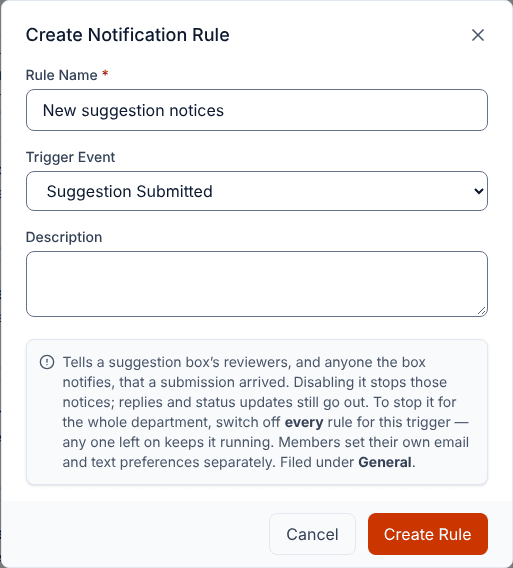 Create Notification Rule
Rule Name *
New suggestion notices
Trigger Event
Suggestion Submitted
Description
Tells a suggestion box’s reviewers, and anyone the box
notifies, that a submission arrived. Disabling it stops those
notices; replies and status updates still go out. To stop it for
the whole department, switch off every rule for this trigger —
any one left on keeps it running. Members set their own email
and text preferences separately. Filed under General.
Cancel
Create Rule